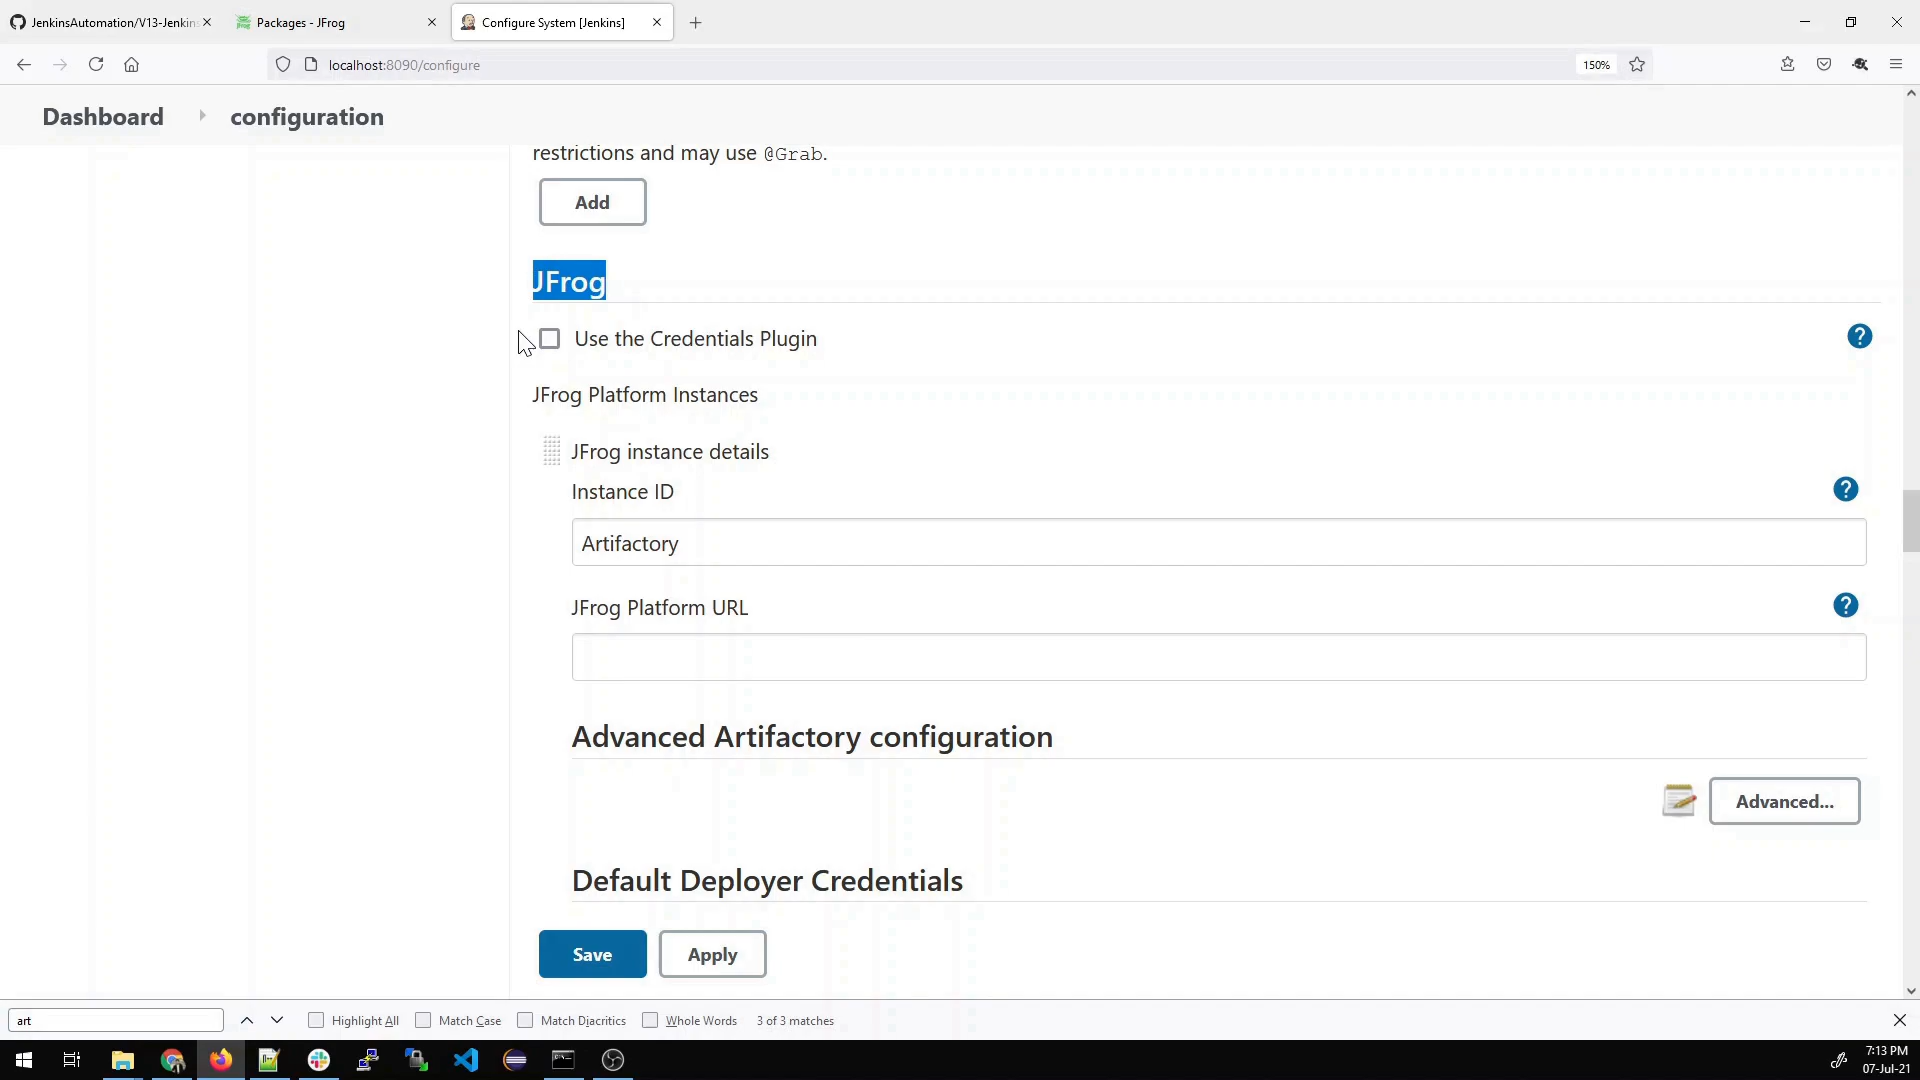 JenkinsAutomation/V13-Jenkins
Packages - JFrog
Configure System [Jenkins]
localhost:8090/configure
150%
Dashboard
configuration
restrictions and may use @Grab.
Add
JFrog
Use the Credentials Plugin
?
JFrog Platform Instances
JFrog instance details
Instance ID
?
Artifactory
JFrog Platform URL
?
Advanced Artifactory configuration
Advanced...
Default Deployer Credentials
Save
Apply
art
Highlight All
Match Case
Match Diacritics
Whole Words
3 of 3 matches
7:13 PM
07-Jul-21